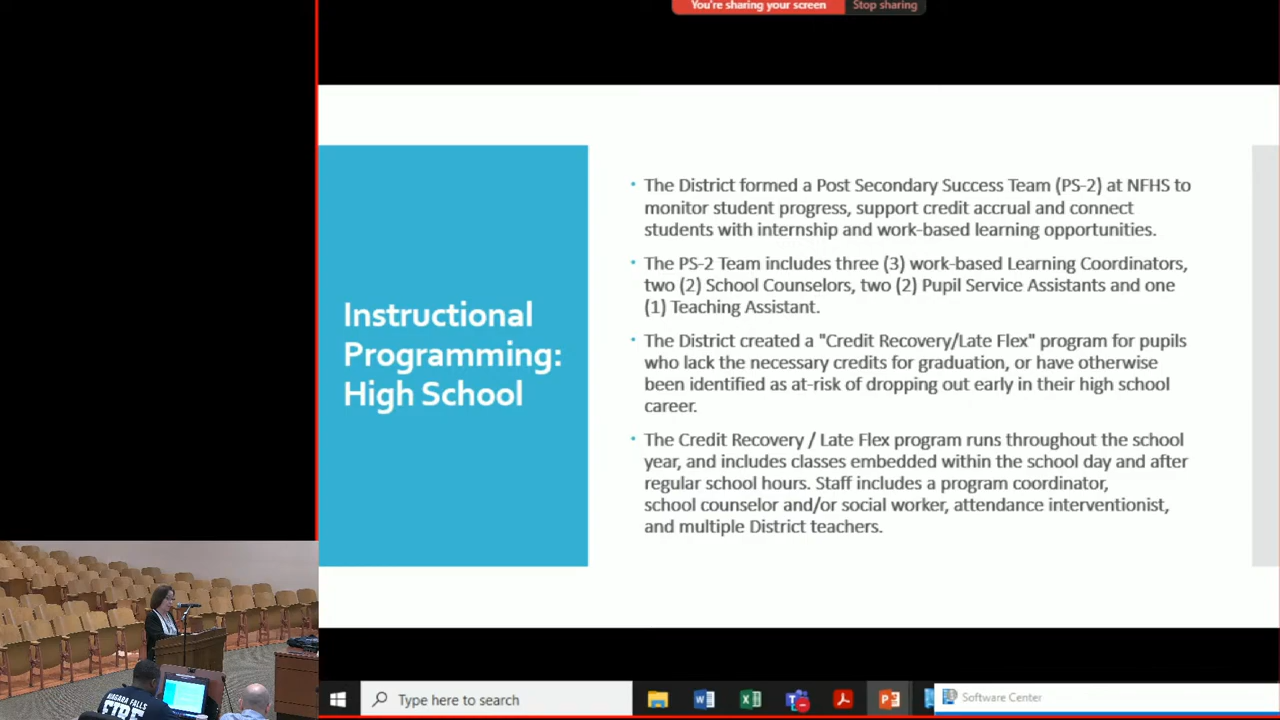 You're sharing your screen
Stop sharing
Instructional
Programming:
High School
• The District formed a Post Secondary Success Team (PS-2) at NFHS to
monitor student progress, support credit accrual and connect
students with internship and work-based learning opportunities.
• The PS-2 Team includes three (3) work-based Learning Coordinators,
two (2) School Counselors, two (2) Pupil Service Assistants and one
(1) Teaching Assistant.
• The District created a "Credit Recovery/Late Flex" program for pupils
who lack the necessary credits for graduation, or have otherwise
been identified as at-risk of dropping out early in their high school
career.
• The Credit Recovery / Late Flex program runs throughout the school
year, and includes classes embedded within the school day and after
regular school hours. Staff includes a program coordinator,
school counselor and/or social worker, attendance interventionist,
and multiple District teachers.
NIAGARA FALLS
FIRE
Type here to search
Software Center